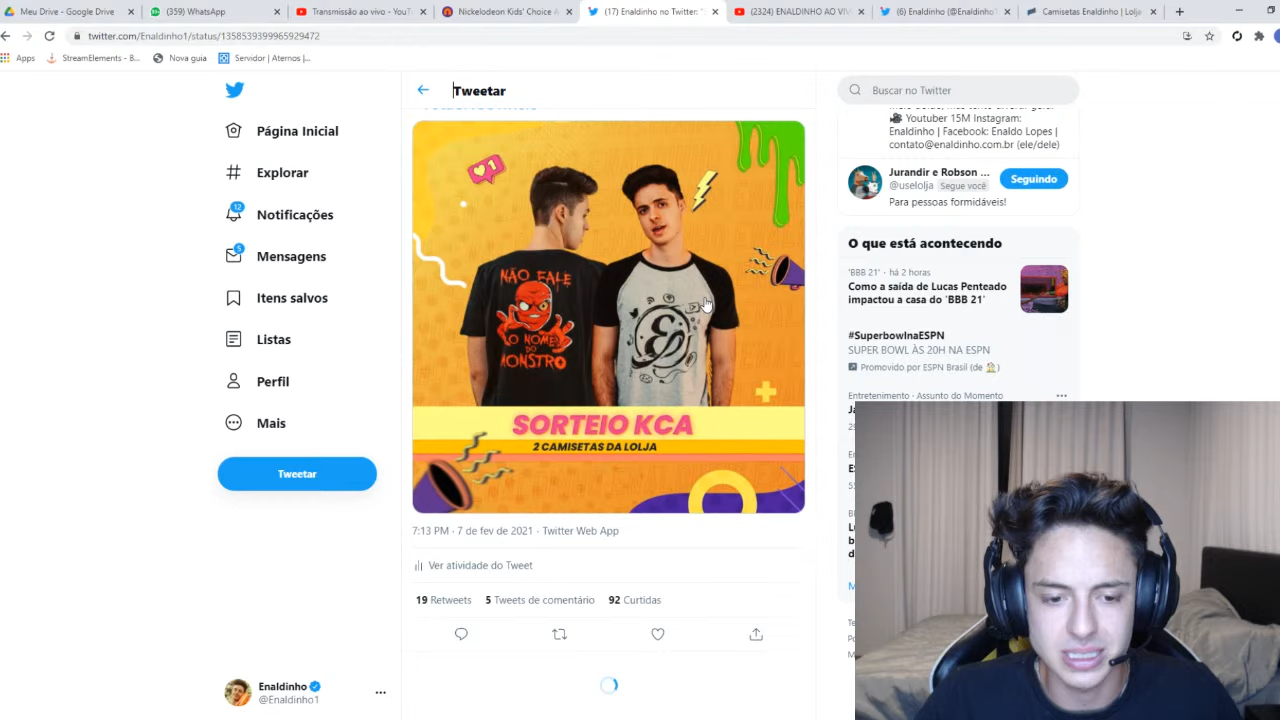 Meu Drive - Google Drive
(359) WhatsApp
Transmissão ao vivo - YouT
Nickelodeon Kids' Choice A
(17) Enaldinho no Twitter: "
(2324) ENALDINHO AO VIV
(6) Enaldinho (@Enaldinho1
Camisetas Enaldinho | Lolja
twitter.com/Enaldinho1/status/1358539399965929472
Apps
StreamElements - B...
Nova guia
Servidor | Aternos |...
Página Inicial
Explorar
12
Notificações
5
Mensagens
Itens salvos
Listas
Perfil
Mais
Tweetar
Enaldinho
@Enaldinho1
Tweetar
1
NÃO FALE
O NOME
DO
MONSTRO
SORTEIO KCA
2 CAMISETAS DA LOLJA
7:13 PM · 7 de fev de 2021 · Twitter Web App
Ver atividade do Tweet
19 Retweets 5 Tweets de comentário 92 Curtidas
Buscar no Twitter
Youtuber 15M Instagram:
Enaldinho | Facebook: Enaldo Lopes |
contato@enaldinho.com.br (ele/dele)
Jurandir e Robson ...
@uselolja Segue você
Seguindo
Para pessoas formidáveis!
O que está acontecendo
'BBB 21' · há 2 horas
Como a saída de Lucas Penteado
impactou a casa do 'BBB 21'
#SuperbowlnaESPN
SUPER BOWL ÀS 20H NA ESPN
Promovido por ESPN Brasil (de
Entretenimento · Assunto do Momento